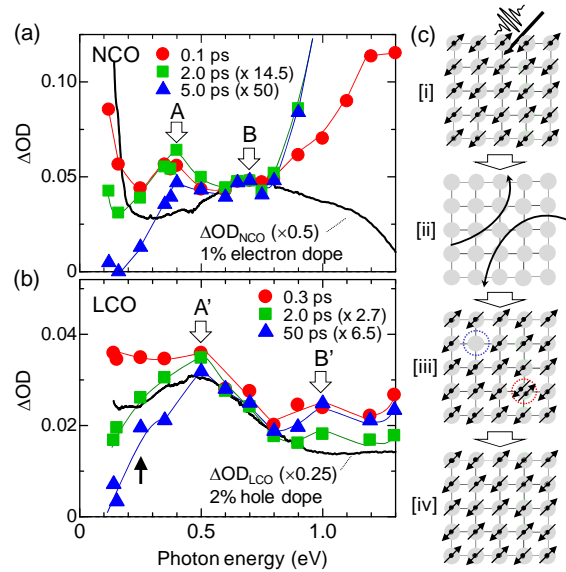 (a)
NCO
0.1 ps
2.0 ps (x 14.5)
5.0 ps (x 50)
A
B
0.10
0.05
0
ΔOD
ΔOD_NCO (×0.5)
1% electron dope
(b)
LCO
0.3 ps
2.0 ps (x 2.7)
50 ps (x 6.5)
A'
B'
0.04
0.02
0
ΔOD
ΔOD_LCO (×0.25)
2% hole dope
0
0.5
1.0
Photon energy (eV)
(c)
[i]
[ii]
[iii]
[iv]